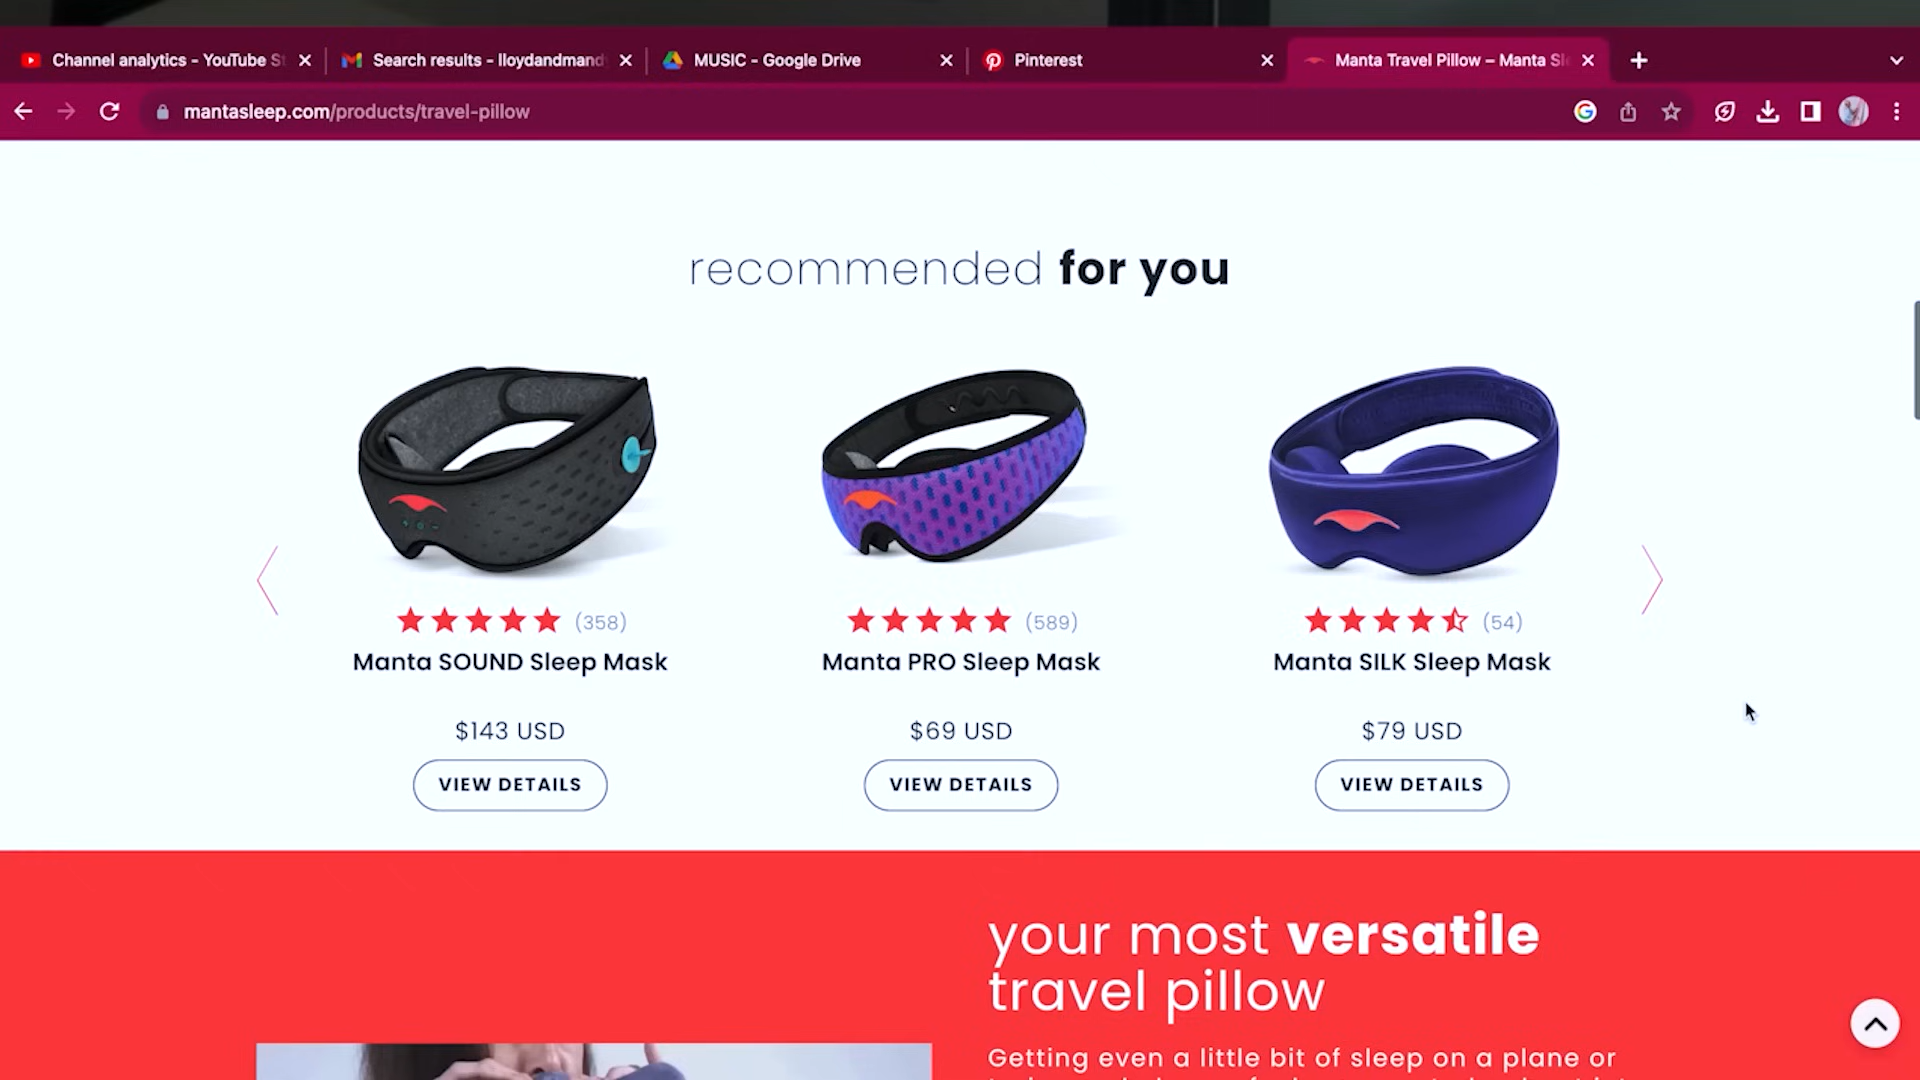 Channel analytics - YouTube St
Search results - lloydandmand
MUSIC - Google Drive
Pinterest
Manta Travel Pillow – Manta Sl
mantasleep.com/products/travel-pillow
recommended for you
(358)
(589)
(54)
Manta SOUND Sleep Mask
Manta PRO Sleep Mask
Manta SILK Sleep Mask
$143 USD
$69 USD
$79 USD
VIEW DETAILS
VIEW DETAILS
VIEW DETAILS
your most versatile
travel pillow
Getting even a little bit of sleep on a plane or